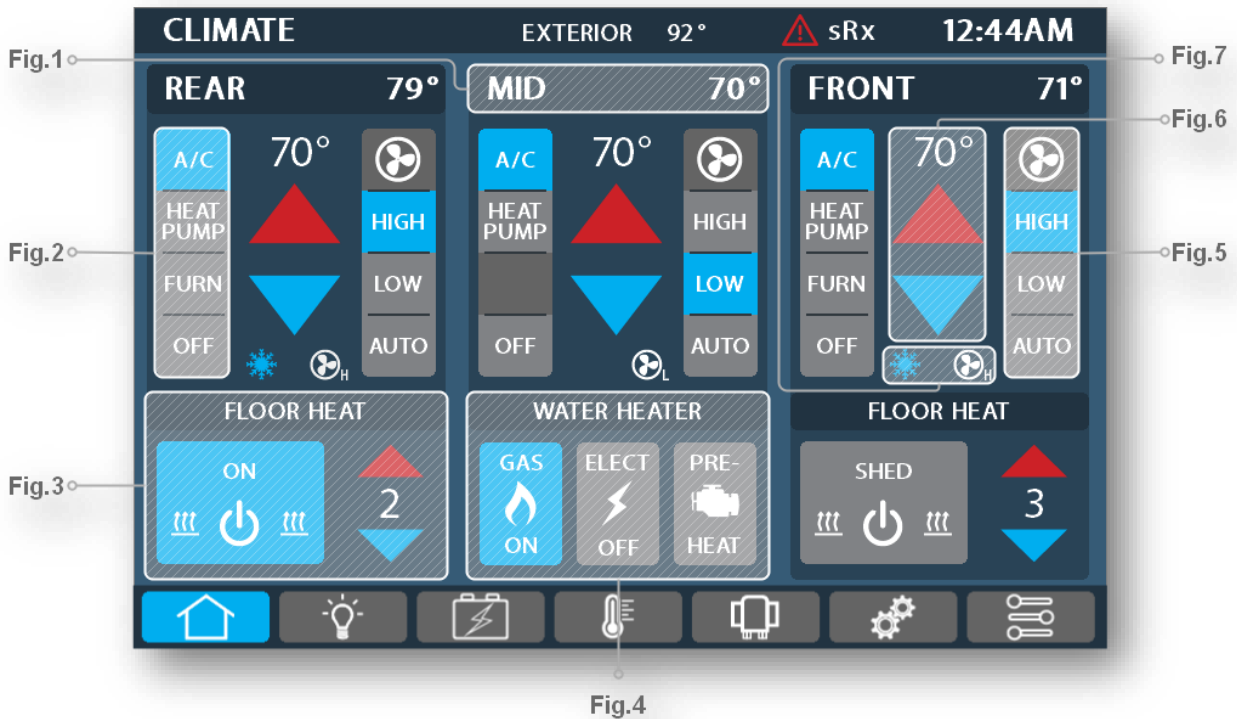 CLIMATE EXTERIOR 92° sRx 12:44AM
Fig.1
Fig.7
REAR 79°
MID 70°
FRONT 71°
Fig.6
A/C 70°
HEAT PUMP HIGH
Fig.2
FURN LOW
OFF H AUTO
A/C 70°
HEAT PUMP HIGH
LOW
OFF L AUTO
A/C 70°
HEAT PUMP HIGH
Fig.5
FURN LOW
OFF H AUTO
FLOOR HEAT
ON
Fig.3
2
WATER HEATER
GAS ELECT PRE-
ON OFF HEAT
FLOOR HEAT
SHED
3
Fig.4